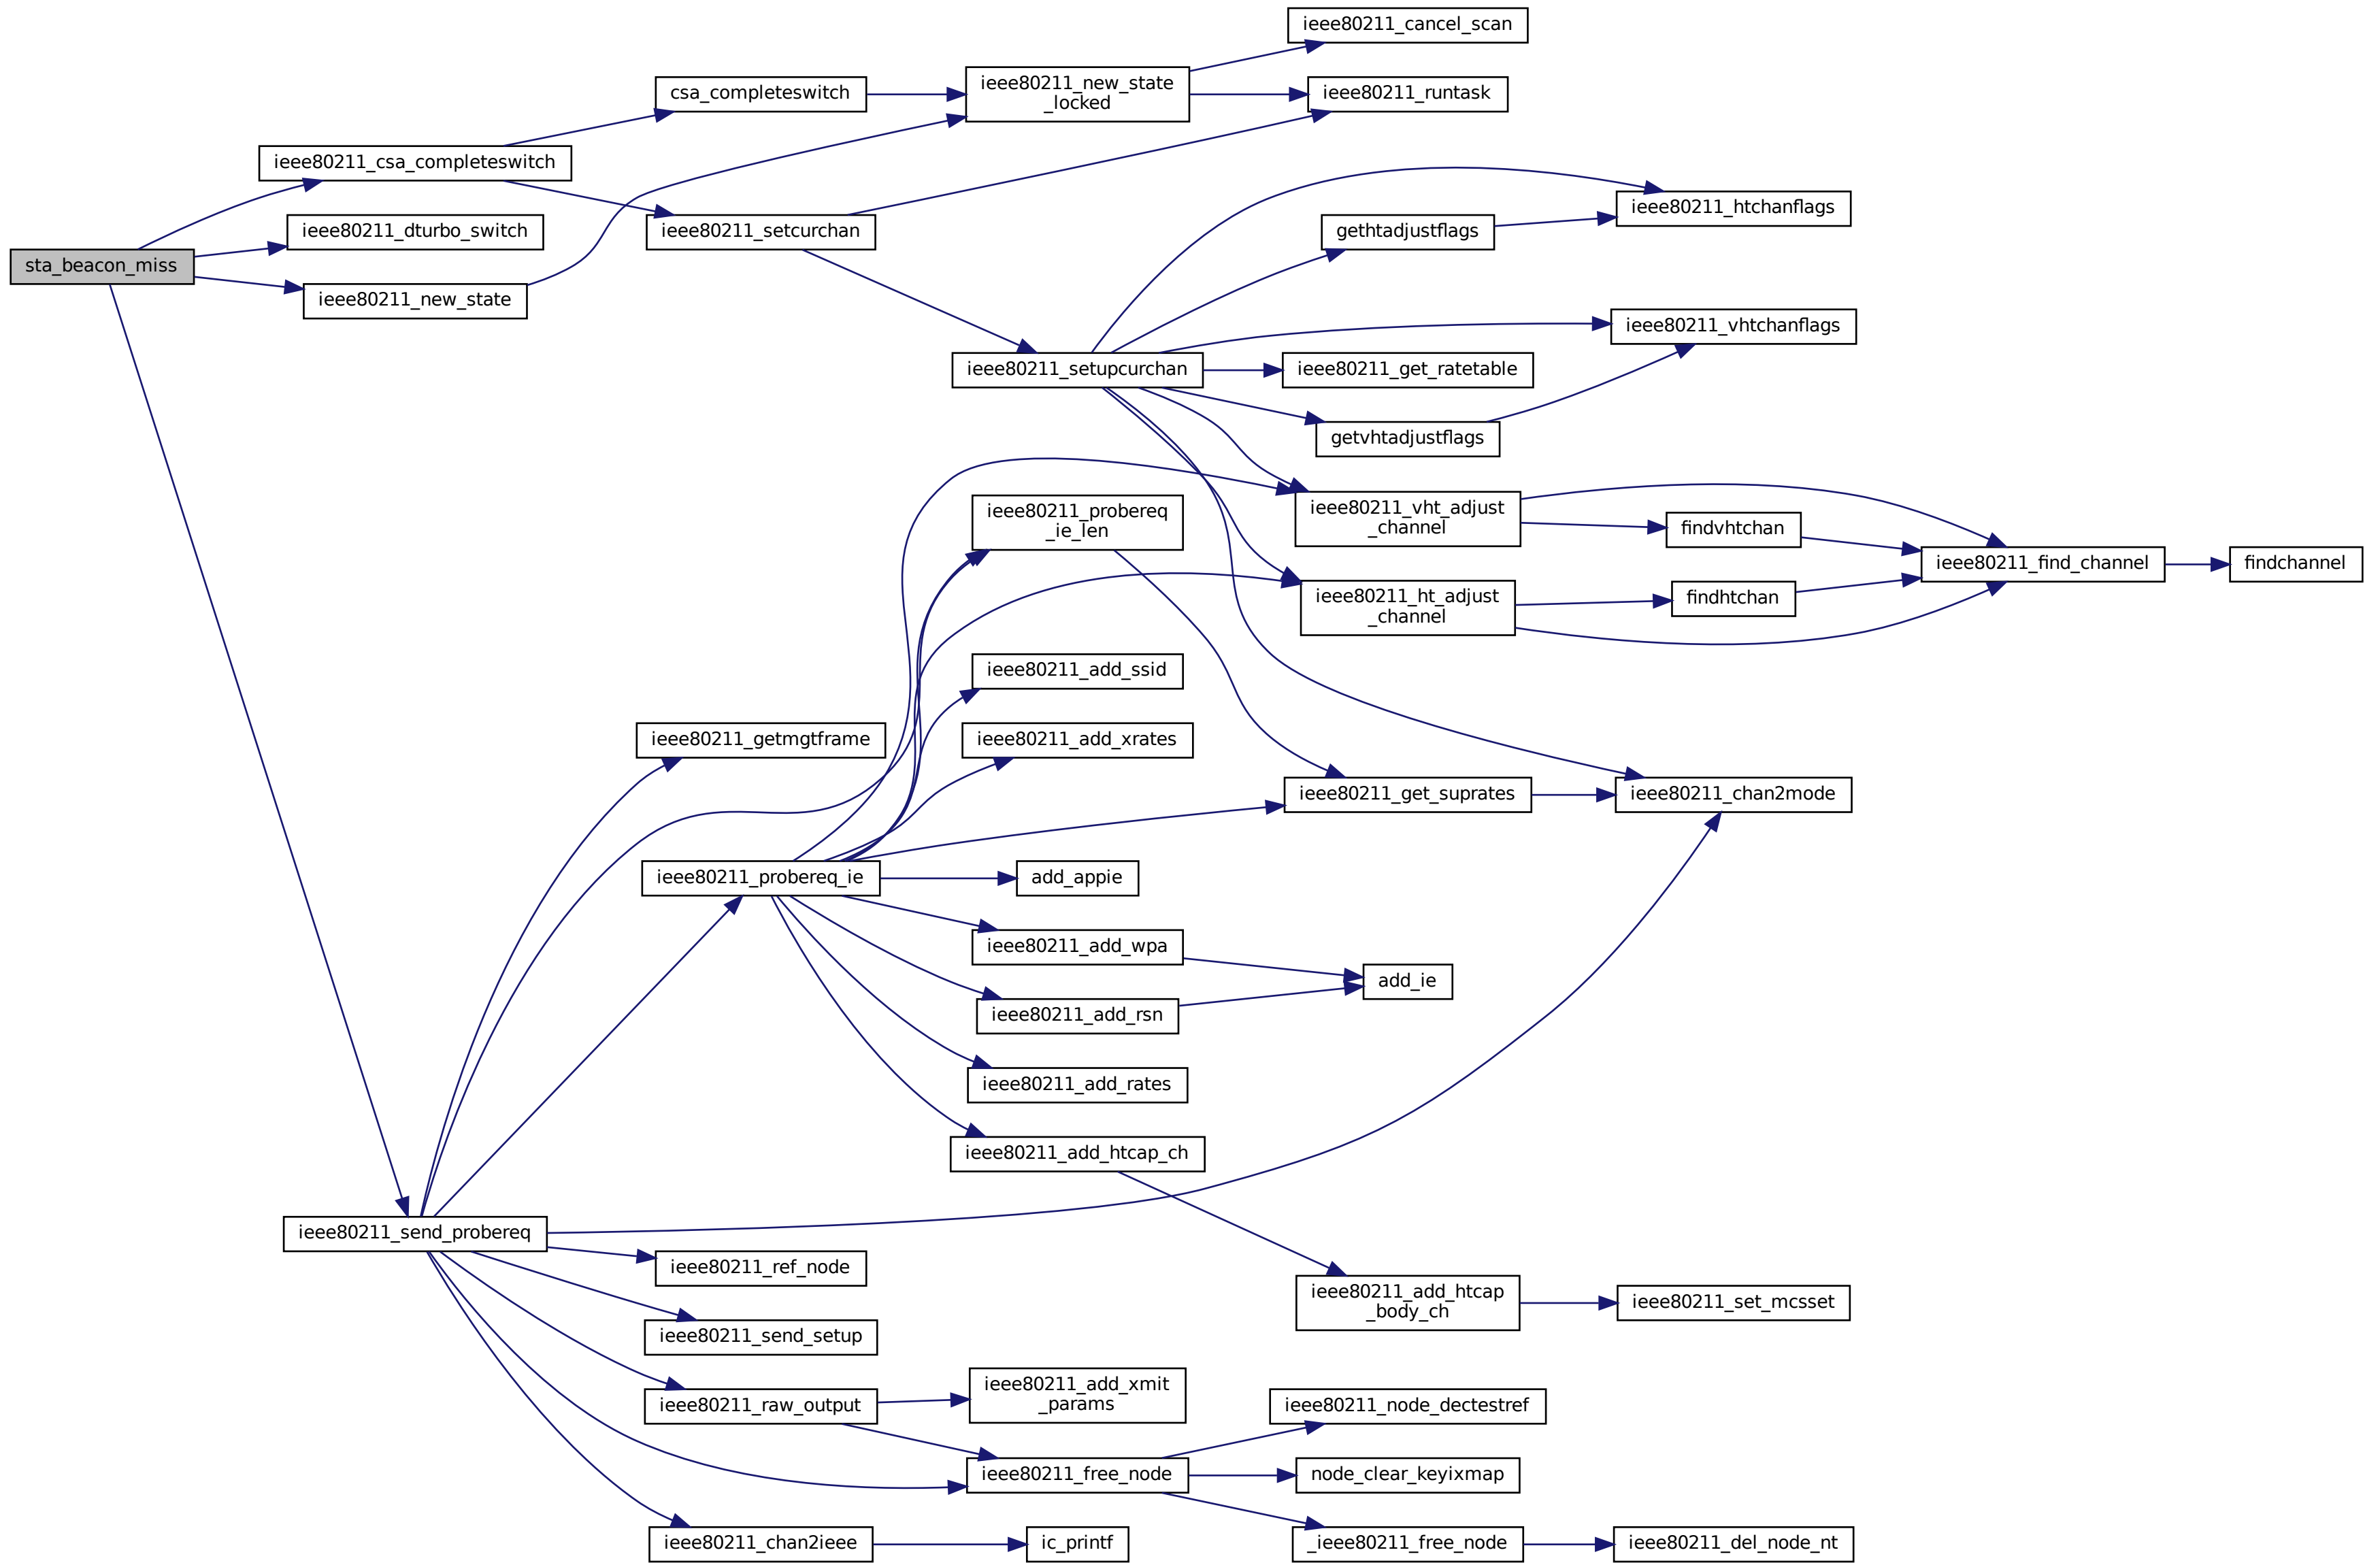 ieee80211_cancel_scan
csa_completeswitch
ieee80211_new_state
_locked
ieee80211_runtask
ieee80211_csa_completeswitch
ieee80211_htchanflags
ieee80211_dturbo_switch
ieee80211_setcurchan
gethtadjustflags
sta_beacon_miss
ieee80211_new_state
ieee80211_vhtchanflags
ieee80211_setupcurchan
ieee80211_get_ratetable
getvhtadjustflags
ieee80211_probereq
_ie_len
ieee80211_vht_adjust
_channel
findvhtchan
ieee80211_find_channel
findchannel
ieee80211_ht_adjust
_channel
findhtchan
ieee80211_add_ssid
ieee80211_getmgtframe
ieee80211_add_xrates
ieee80211_get_suprates
ieee80211_chan2mode
ieee80211_probereq_ie
add_appie
ieee80211_add_wpa
add_ie
ieee80211_add_rsn
ieee80211_add_rates
ieee80211_add_htcap_ch
ieee80211_send_probereq
ieee80211_ref_node
ieee80211_add_htcap
_body_ch
ieee80211_set_mcsset
ieee80211_send_setup
ieee80211_raw_output
ieee80211_add_xmit
_params
ieee80211_node_dectestref
ieee80211_free_node
node_clear_keyixmap
ieee80211_chan2ieee
ic_printf
_ieee80211_free_node
ieee80211_del_node_nt